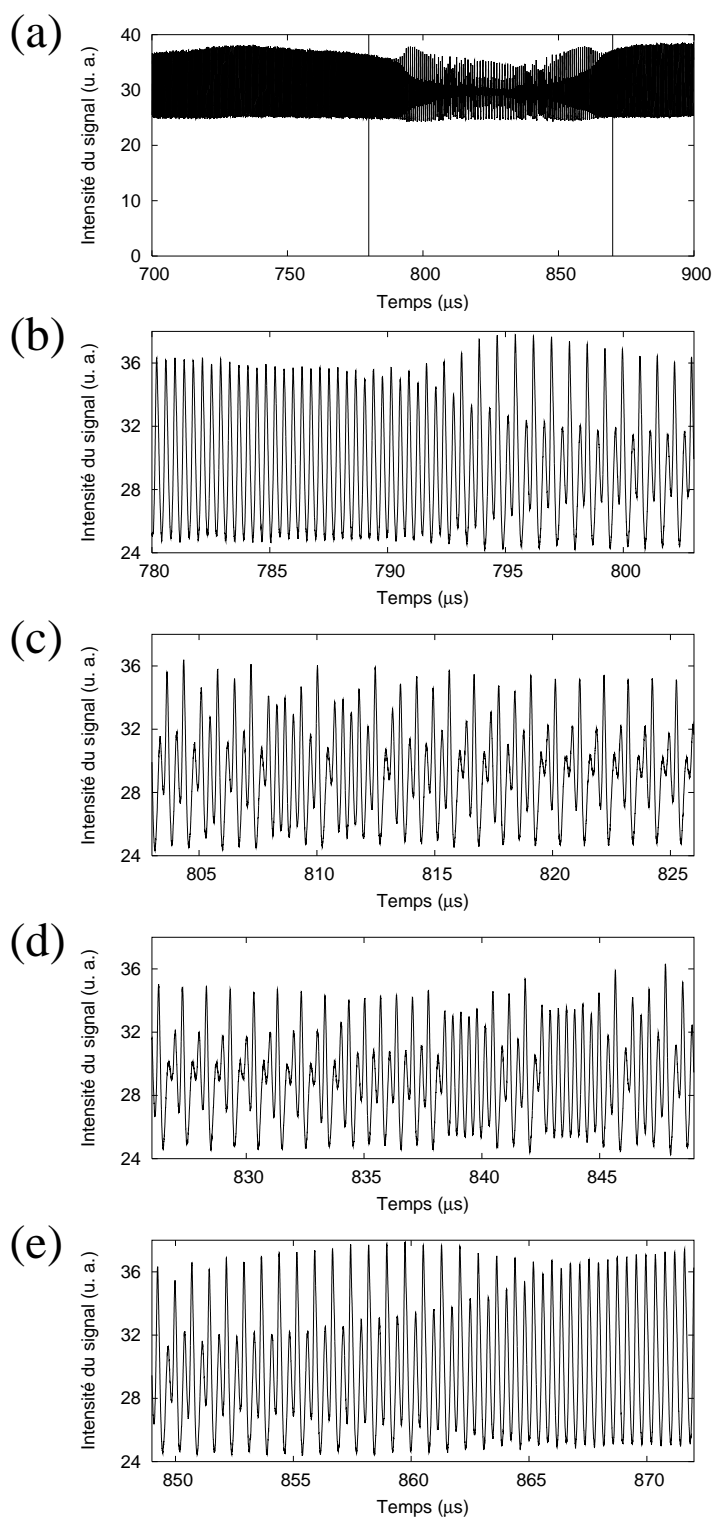 (a)
Intensité du signal (u. a.)
40
30
20
10
0
700 750 800 850 900
Temps (μs)
(b)
Intensité du signal (u. a.)
36
32
28
24
780 785 790 795 800
Temps (μs)
(c)
Intensité du signal (u. a.)
36
32
28
24
805 810 815 820 825
Temps (μs)
(d)
Intensité du signal (u. a.)
36
32
28
24
830 835 840 845
Temps (μs)
(e)
Intensité du signal (u. a.)
36
32
28
24
850 855 860 865 870
Temps (μs)